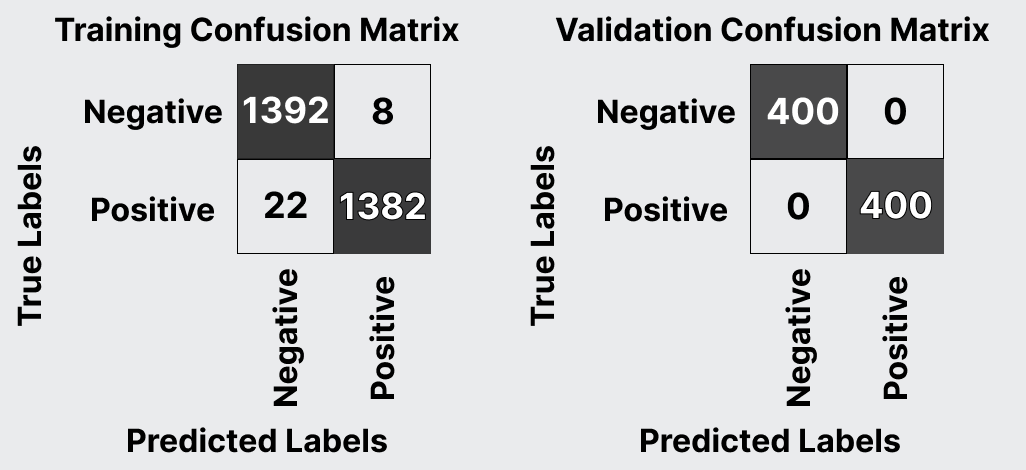 Training Confusion Matrix
True Labels
Negative 1392 8
Positive 22 1382
Negative Positive
Predicted Labels
Validation Confusion Matrix
True Labels
Negative 400 0
Positive 0 400
Negative Positive
Predicted Labels